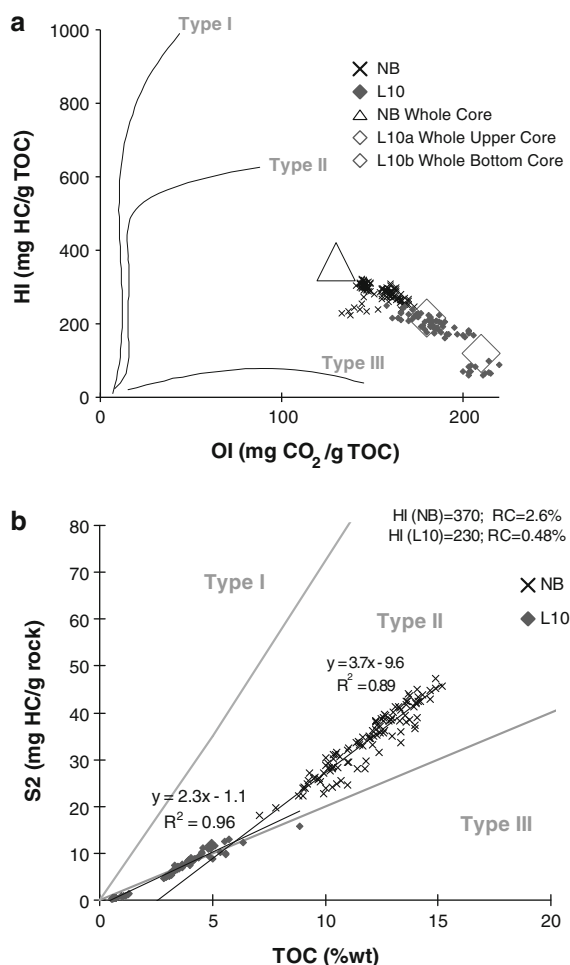 a
1000
800
600
400
200
0
HI (mg HC/g TOC)
Type I
Type II
Type III
NB
L10
NB Whole Core
L10a Whole Upper Core
L10b Whole Bottom Core
100
200
OI (mg CO2/g TOC)
b
HI (NB)=370; RC=2.6%
HI (L10)=230; RC=0.48%
80
70
60
50
40
30
20
10
0
S2 (mg HC/g rock)
Type I
Type II
NB
L10
y = 3.7x - 9.6
R2 = 0.89
y = 2.3x - 1.1
R2 = 0.96
Type III
0
5
10
15
20
TOC (%wt)